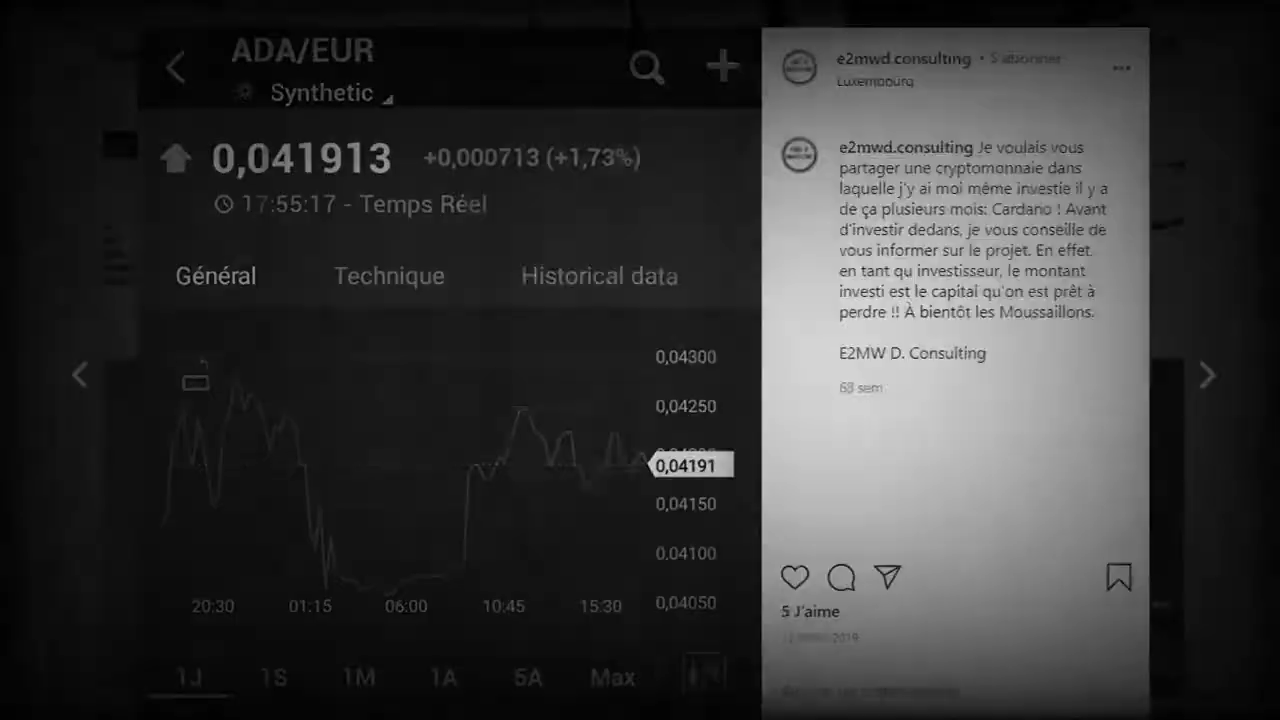 ADA/EUR
Synthetic
0,041913 +0,000713 (+1,73%)
17:55:17 - Temps Réel
Général Technique Historical data
0,04300
0,04250
0,04191
0,04150
0,04100
0,04050
20:30 01:15 06:00 10:45 15:30
1J 1S 1M 1A 5A Max
e2mwd.consulting • S'abonner
Luxembourg
e2mwd.consulting Je voulais vous
partager une cryptomonnaie dans
laquelle j'y ai moi même investie il y a
de ça plusieurs mois: Cardano ! Avant
d'investir dedans, je vous conseille de
vous informer sur le projet. En effet,
en tant qu'investisseur, le montant
investi est le capital qu'on est prêt à
perdre !! À bientôt les Moussaillons.
E2MW D. Consulting
68 sem
5 J'aime
2019